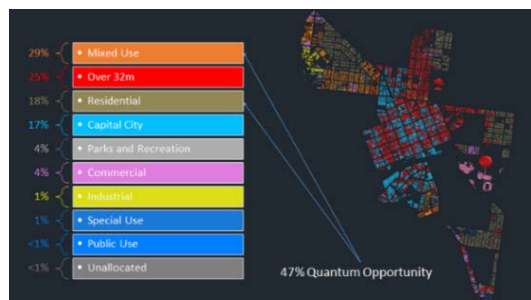 29% • Mixed Use
25% • Over 32m
18% • Residential
17% • Capital City
4% • Parks and Recreation
4% • Commercial
1% • Industrial
1% • Special Use
<1% • Public Use
<1% • Unallocated
47% Quantum Opportunity